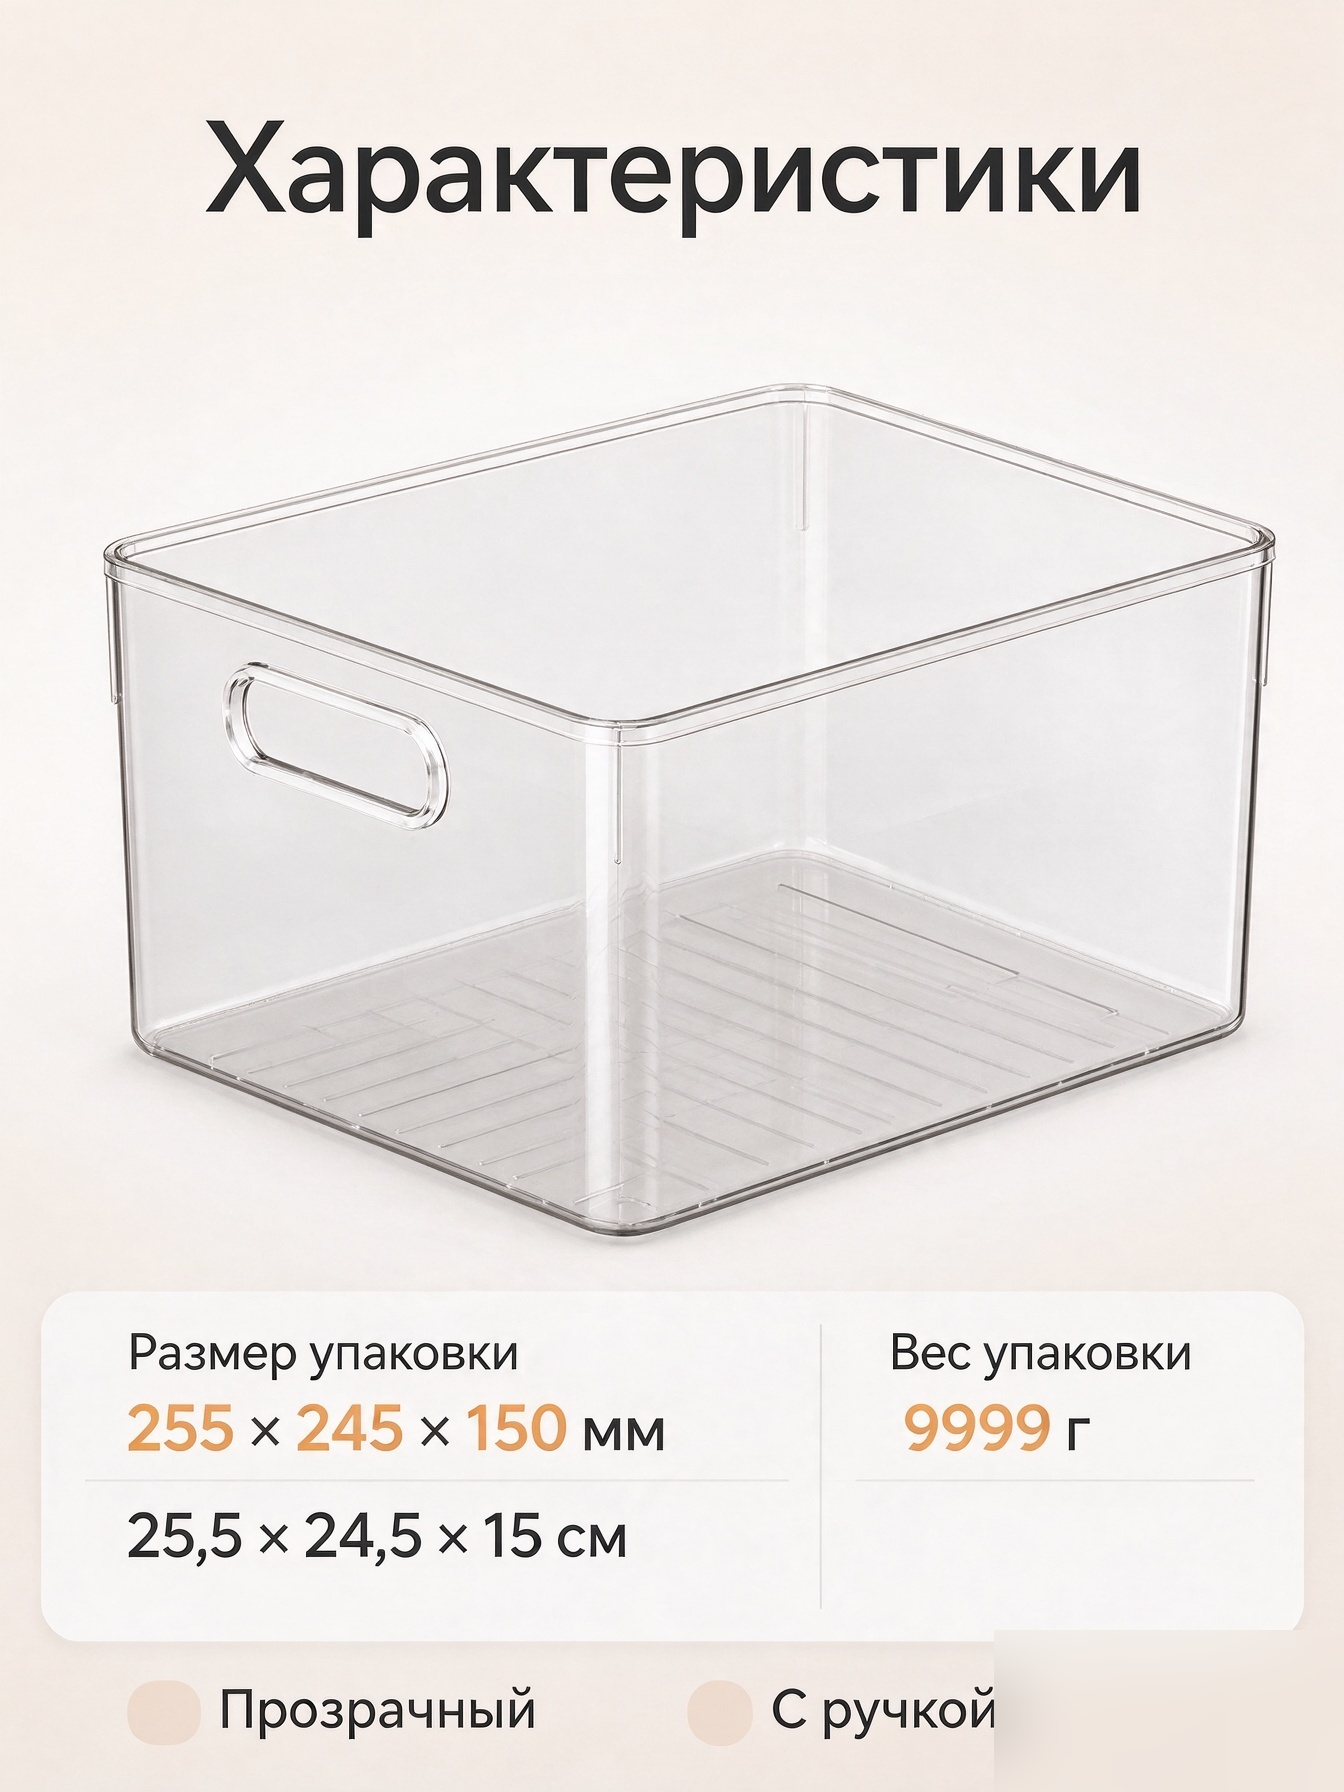 Характеристики
Размер упаковки
255 × 245 × 150 мм
25,5 × 24,5 × 15 см
Вес упаковки
9999 г
Прозрачный
С ручкой